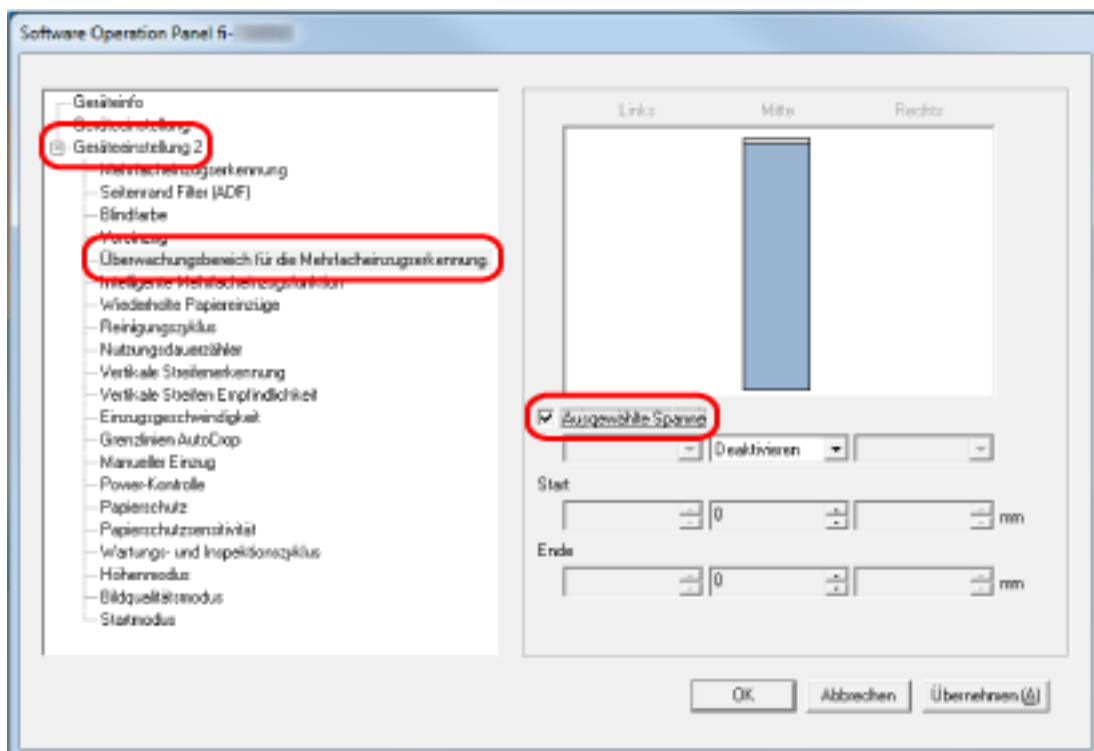 Software Operation Panel fi-
Geräteinfo
Geräteeinstellung
Geräteeinstellung 2
Mehrfacheinzugserkennung
Seitenrand Filter (ADF)
Blindfarbe
Voreinzug
Überwachungsbereich für die Mehrfacheinzugserkennung
Intelligente Mehrfacheinzugsfunktion
Wiederholte Papiereinzüge
Reinigungszyklus
Nutzungsdauerzähler
Vertikale Streifenerkennung
Vertikale Streifen Empfindlichkeit
Einzugsgeschwindigkeit
Grenzlinien AutoCrop
Manueller Einzug
Power-Kontrolle
Papierschutz
Papierschutzsensitivität
Wartungs- und Inspektionszyklus
Höhenmodus
Bildqualitätsmodus
Startmodus
Links Mitte Rechts
Ausgewählte Spanne
Deaktivieren
Start
0 mm
Ende
0 mm
OK Abbrechen Übernehmen (A)